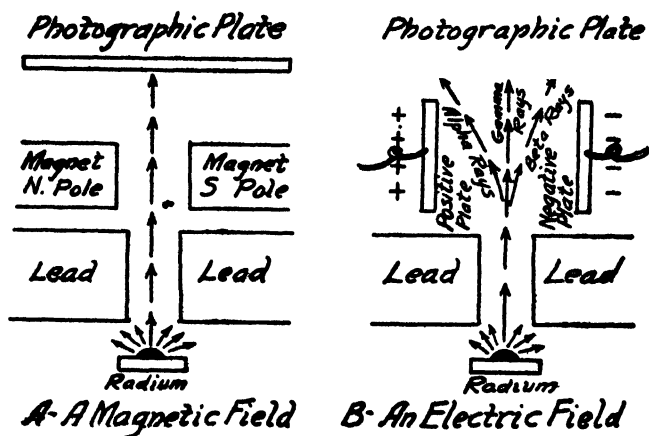 Photographic Plate
Magnet
N. Pole
Magnet
S Pole
Lead
Lead
Radium
A- A Magnetic Field
Photographic Plate
+
+
+
+
Positive
Plate
Alpha
Rays
Gamma
Rays
Beta Rays
Negative
Plate
-
-
-
-
Lead
Lead
Radium
B- An Electric Field